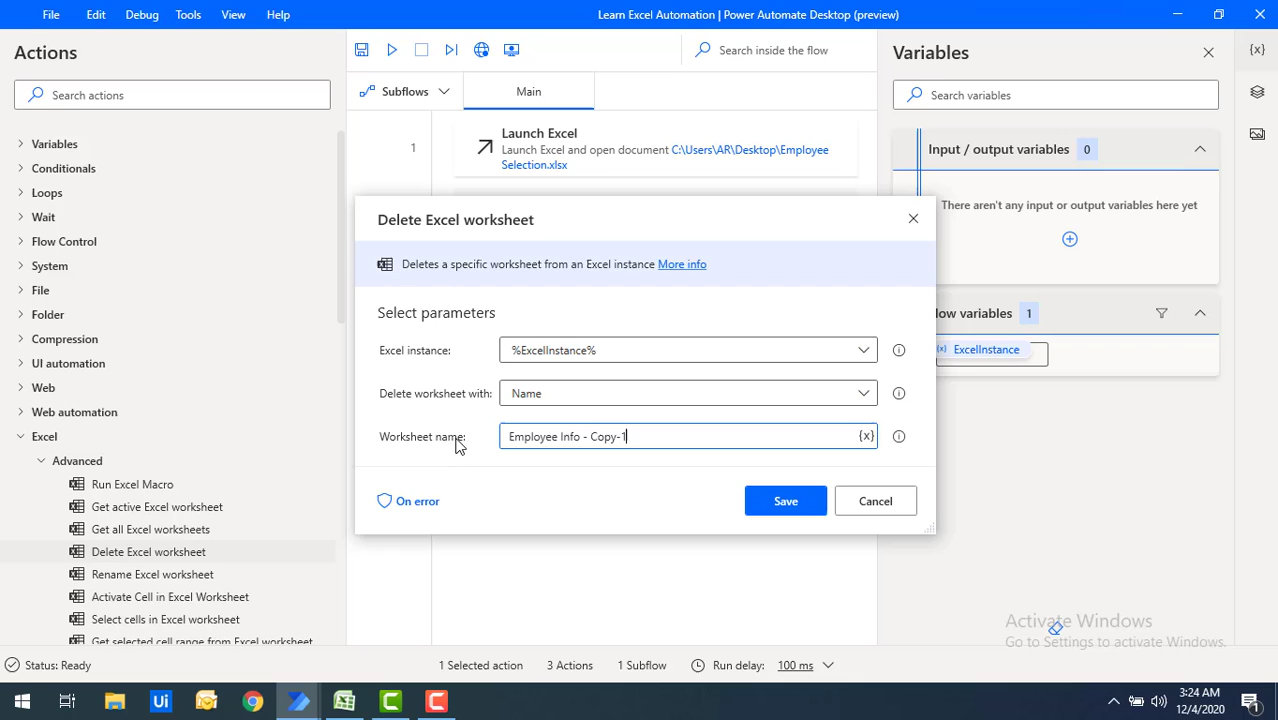 File Edit Debug Tools View Help
Learn Excel Automation | Power Automate Desktop (preview)
Actions
Search actions
Variables
Conditionals
Loops
Wait
Flow Control
System
File
Folder
Compression
UI automation
Web
Web automation
Excel
Advanced
Run Excel Macro
Get active Excel worksheet
Get all Excel worksheets
Delete Excel worksheet
Rename Excel worksheet
Activate Cell in Excel Worksheet
Select cells in Excel worksheet
Get selected cell range from Excel worksheet
Search inside the flow
Subflows
Main
1
Launch Excel
Launch Excel and open document C:\Users\AR\Desktop\Employee
Selection.xlsx
Delete Excel worksheet
Deletes a specific worksheet from an Excel instance More info
Select parameters
Excel instance: %ExcelInstance%
Delete worksheet with: Name
Worksheet name: Employee Info - Copy-1 {x}
On error
Save
Cancel
Variables
{x}
Search variables
Input / output variables 0
There aren't any input or output variables here yet
low variables 1
(x) ExcelInstance
Activate Windows
Go to Settings to activate Windows.
Status: Ready
1 Selected action
3 Actions
1 Subflow
Run delay: 100 ms
Ui
3:24 AM
12/4/2020
1